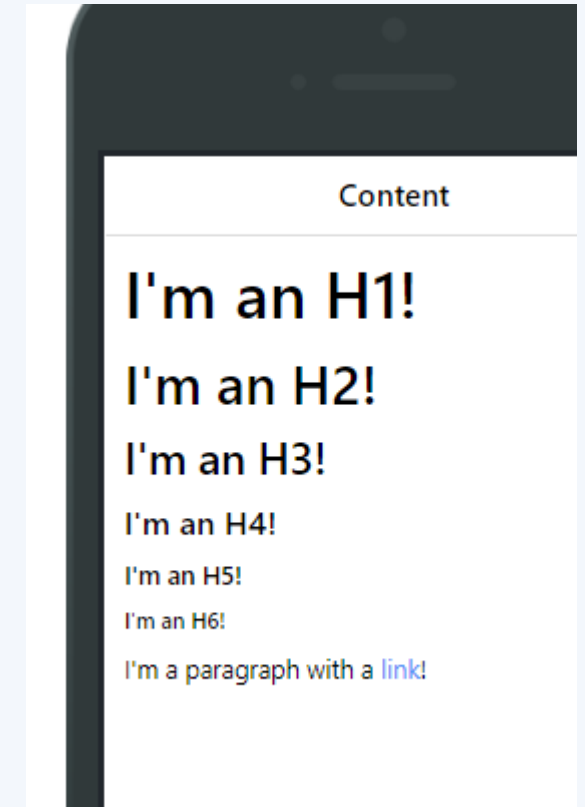 Content
I'm an H1!
I'm an H2!
I'm an H3!
I'm an H4!
I'm an H5!
I'm an H6!
I'm a paragraph with a link!